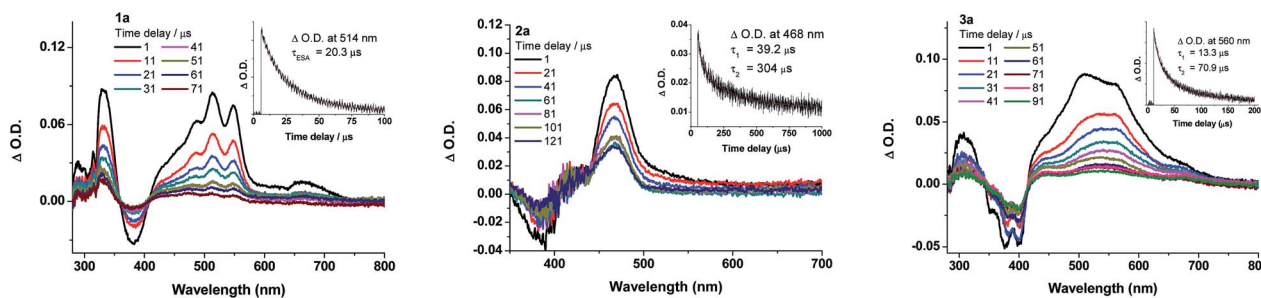 1a
Time delay / μs
1 41
11 51
21 61
31 71
Δ O.D. at 514 nm
τESA = 20.3 μs
Δ O.D.
0 25 50 75 100
Time delay / μs
0.12
0.08
0.04
0.00
Δ O.D.
300 400 500 600 700 800
Wavelength (nm)
2a
Time delay / μs
1
21
41
61
81
101
121
Δ O.D. at 468 nm
τ1 = 39.2 μs
τ2 = 304 μs
0.04
0.03
0.02
0.01
Δ O.D.
0 250 500 750 1000
Time delay (μs)
0.12
0.10
0.08
0.06
0.04
0.02
0.00
-0.02
-0.04
Δ O.D.
400 500 600 700
Wavelength (nm)
3a
Time delay / μs
1 51
11 61
21 71
31 81
41 91
Δ OD at 560 nm
τ1 = 13.3 μs
τ2 = 70.9 μs
Δ O.D.
0 50 100 150 200
Time delay (μs)
0.10
0.05
0.00
-0.05
Δ O.D.
300 400 500 600 700 800
Wavelength (nm)